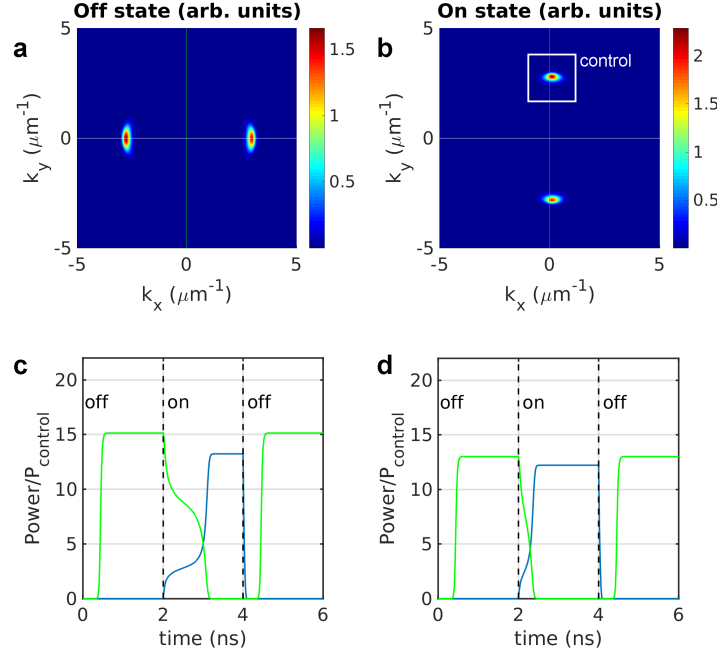 Off state (arb. units)
On state (arb. units)
a
b
control
5
0
-5
k_y (μm⁻¹)
-5
0
5
k_x (μm⁻¹)
1.5
1
0.5
5
0
-5
k_y (μm⁻¹)
-5
0
5
k_x (μm⁻¹)
2
1.5
1
0.5
c
d
off
on
off
20
15
10
5
0
Power/P_control
0
2
4
6
time (ns)
off
on
off
20
15
10
5
0
Power/P_control
0
2
4
6
time (ns)